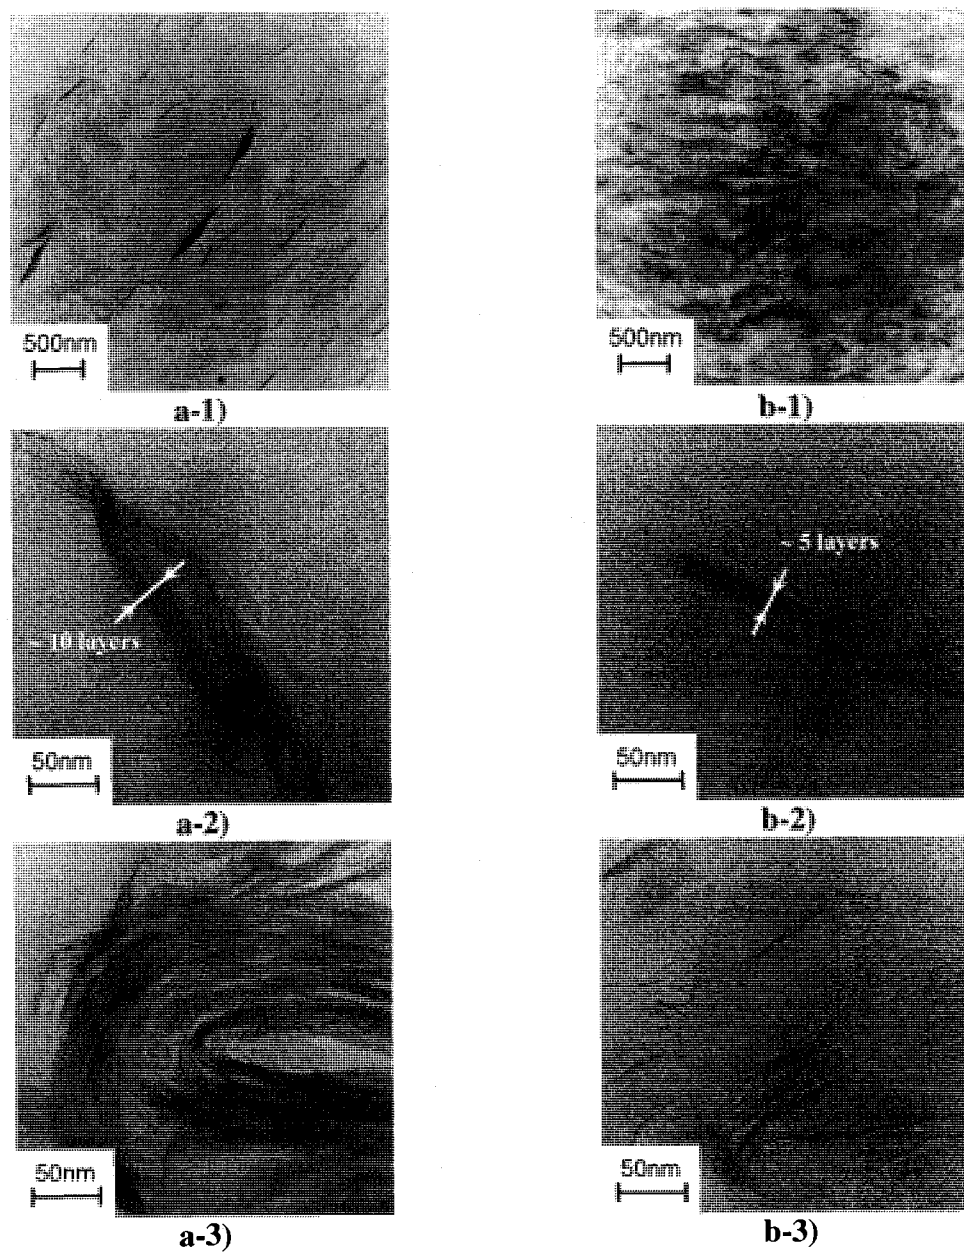 500nm
500nm
a-1)
b-1)
~ 10 layers
~ 5 layers
50nm
50nm
a-2)
b-2)
50nm
50nm
a-3)
b-3)